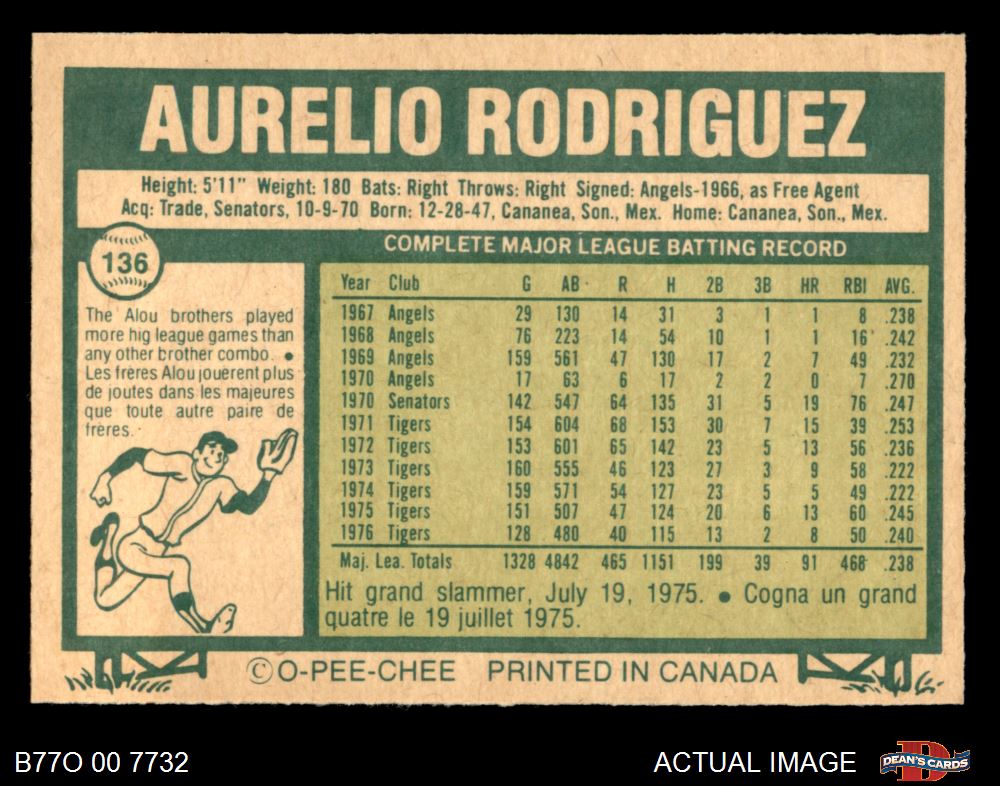 AURELIO RODRIGUEZ
Height: 5'11" Weight: 180 Bats: Right Throws: Right Signed: Angels-1966, as Free Agent
Acq: Trade, Senators, 10-9-70 Born: 12-28-47, Cananea, Son., Mex. Home: Cananea, Son., Mex.
136
The Alou brothers played
more hig league games than
any other brother combo. ●
Les frères Alou jouèrent plus
de joutes dans les majeures
que toute autre paire de
frères.
COMPLETE MAJOR LEAGUE BATTING RECORD
Year Club G AB R H 2B 3B HR RBI AVG.
1967 Angels 29 130 14 31 3 1 1 8 .238
1968 Angels 76 223 14 54 10 1 1 16 .242
1969 Angels 159 561 47 130 17 2 7 49 .232
1970 Angels 17 63 6 17 2 2 0 7 .270
1970 Senators 142 547 64 135 31 5 19 76 .247
1971 Tigers 154 604 68 153 30 7 15 39 .253
1972 Tigers 153 601 65 142 23 5 13 56 .236
1973 Tigers 160 555 46 123 27 3 9 58 .222
1974 Tigers 159 571 54 127 23 5 5 49 .222
1975 Tigers 151 507 47 124 20 6 13 60 .245
1976 Tigers 128 480 40 115 13 2 8 50 .240
Maj. Lea. Totals 1328 4842 465 1151 199 39 91 468 .238
Hit grand slammer, July 19, 1975. ● Cogna un grand
quatre le 19 juillet 1975.
©O-PEE-CHEE PRINTED IN CANADA
B77O 00 7732
ACTUAL IMAGE
D
DEAN'S CARDS